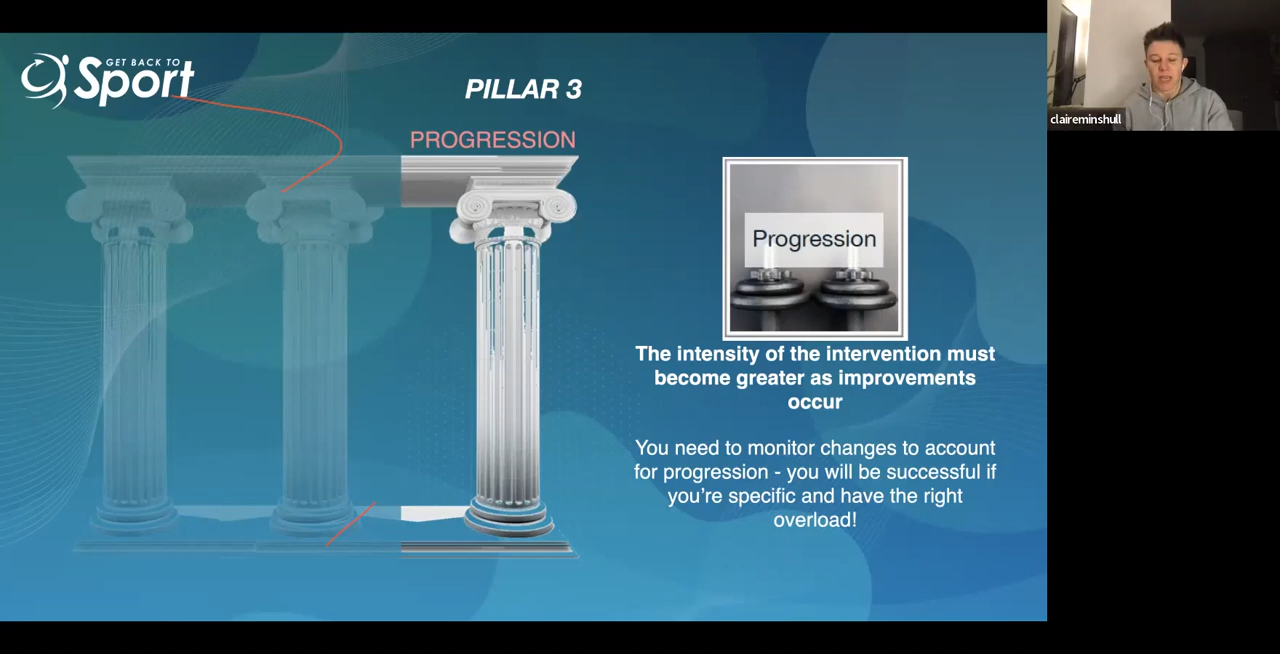 GET BACK TO
Sport
PILLAR 3
PROGRESSION
Progression
The intensity of the intervention must
become greater as improvements
occur
You need to monitor changes to account
for progression - you will be successful if
you're specific and have the right
overload!
claireminshull